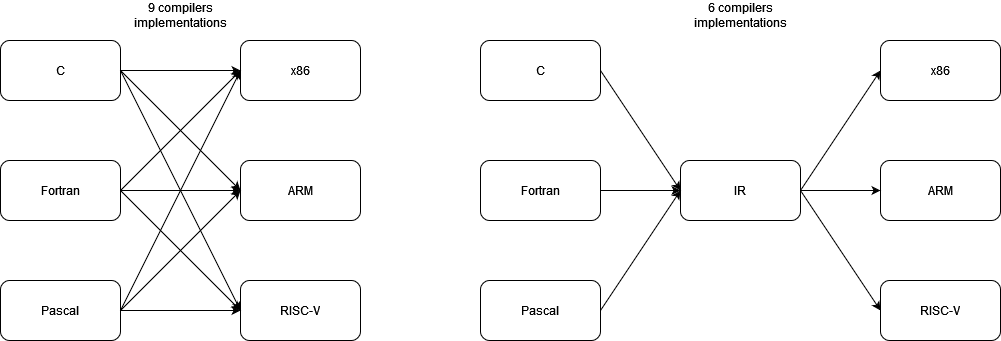 9 compilers
implementations
C
x86
Fortran
ARM
Pascal
RISC-V
6 compilers
implementations
C
x86
Fortran
IR
ARM
Pascal
RISC-V